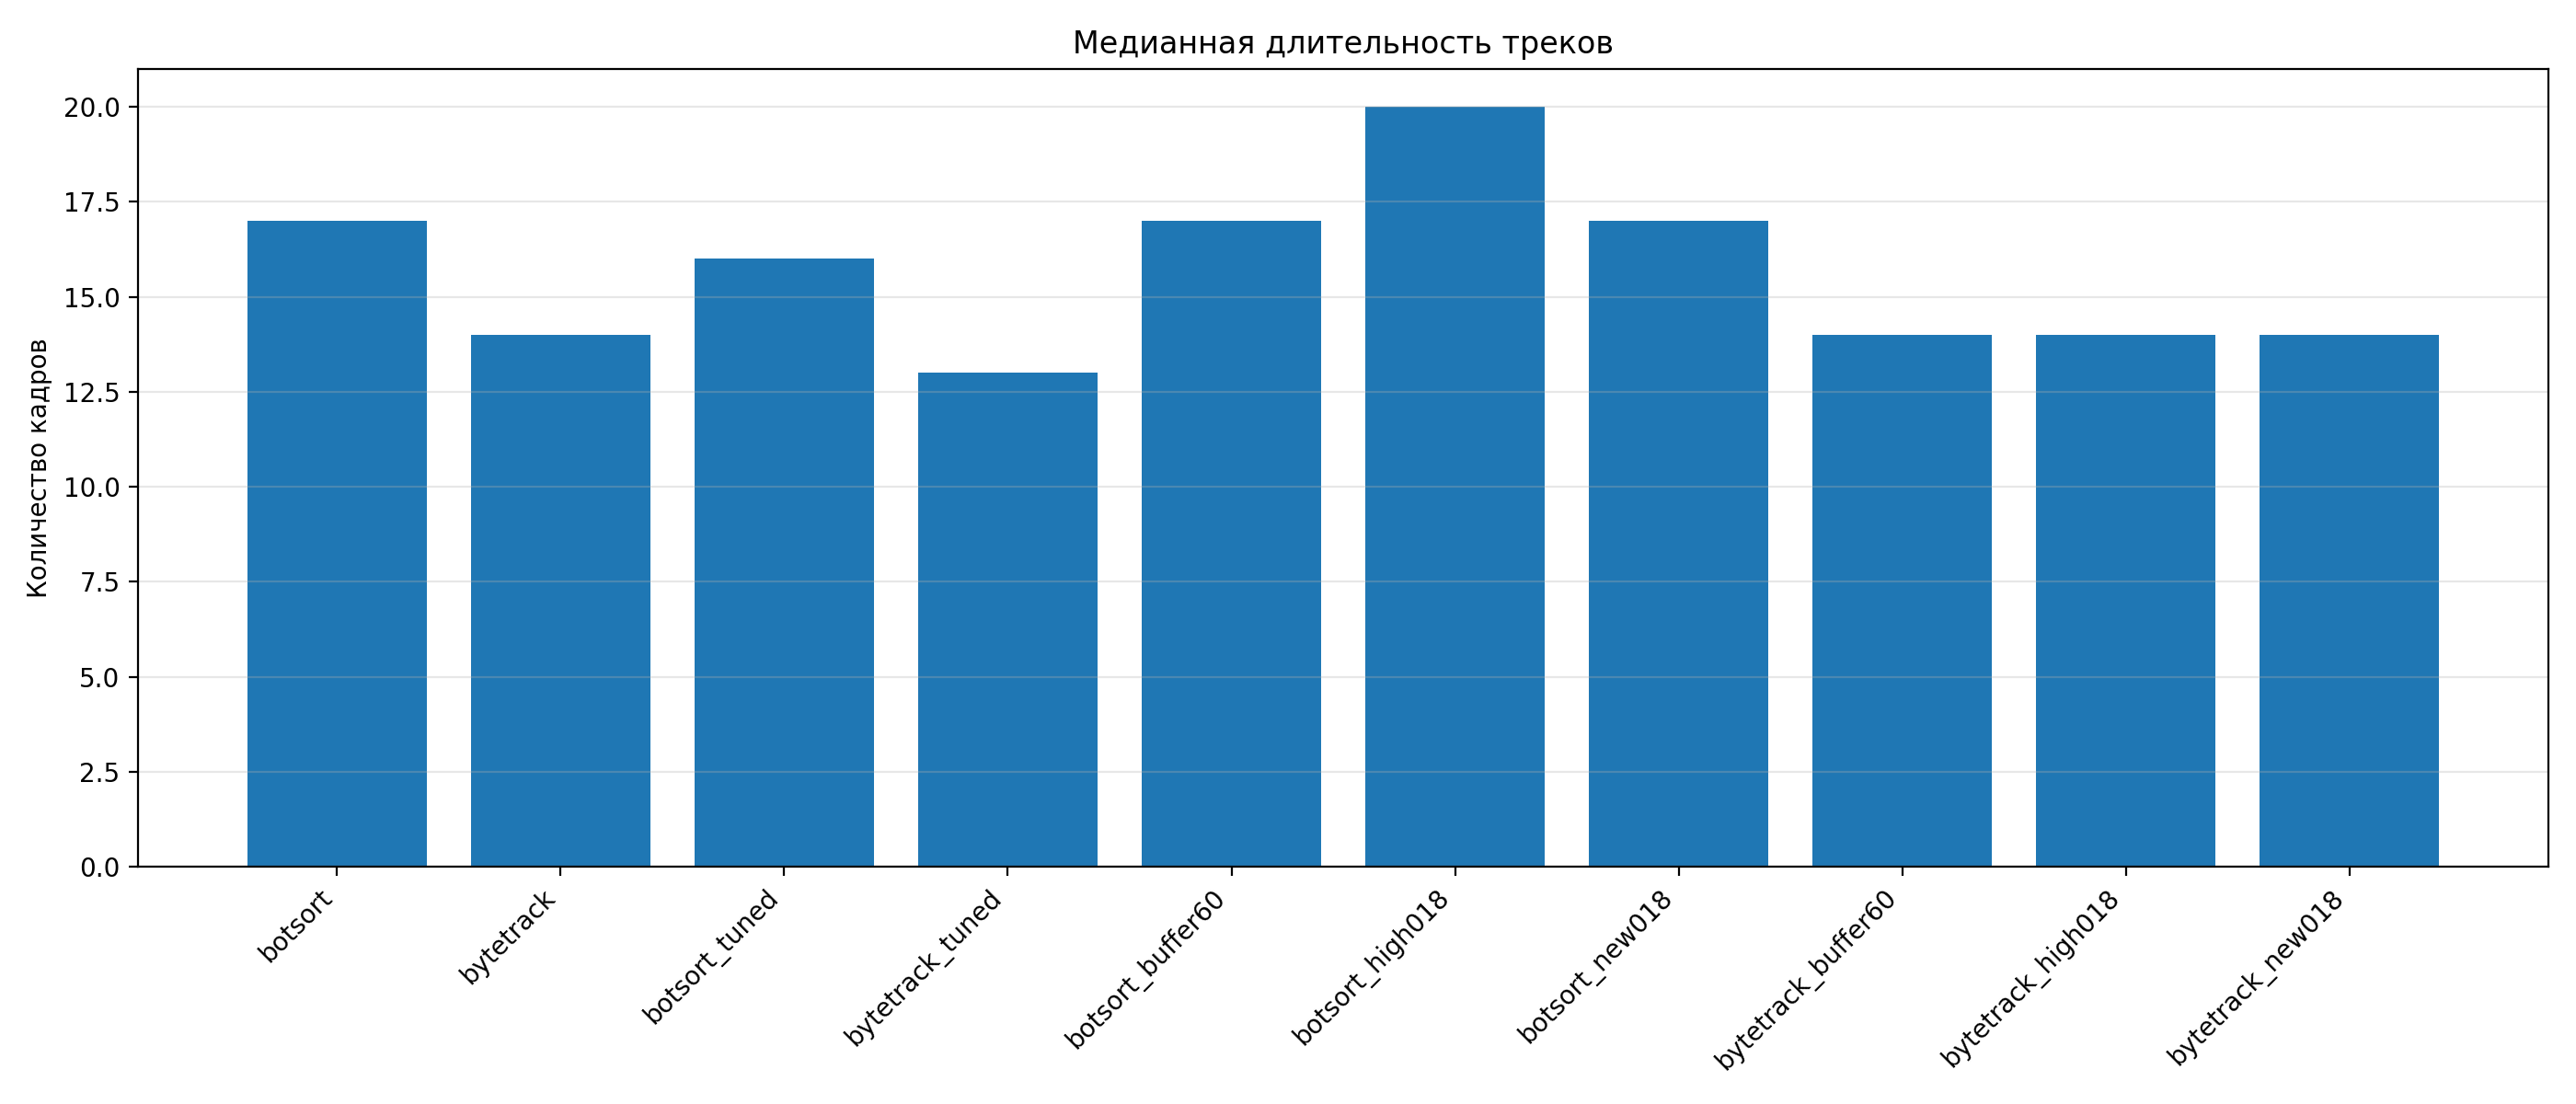 Медианная длительность треков
Количество кадров
20.0
17.5
15.0
12.5
10.0
7.5
5.0
2.5
0.0
botsort
bytetrack
botsort_tuned
bytetrack_tuned
botsort_buffer60
botsort_high018
botsort_new018
bytetrack_buffer60
bytetrack_high018
bytetrack_new018